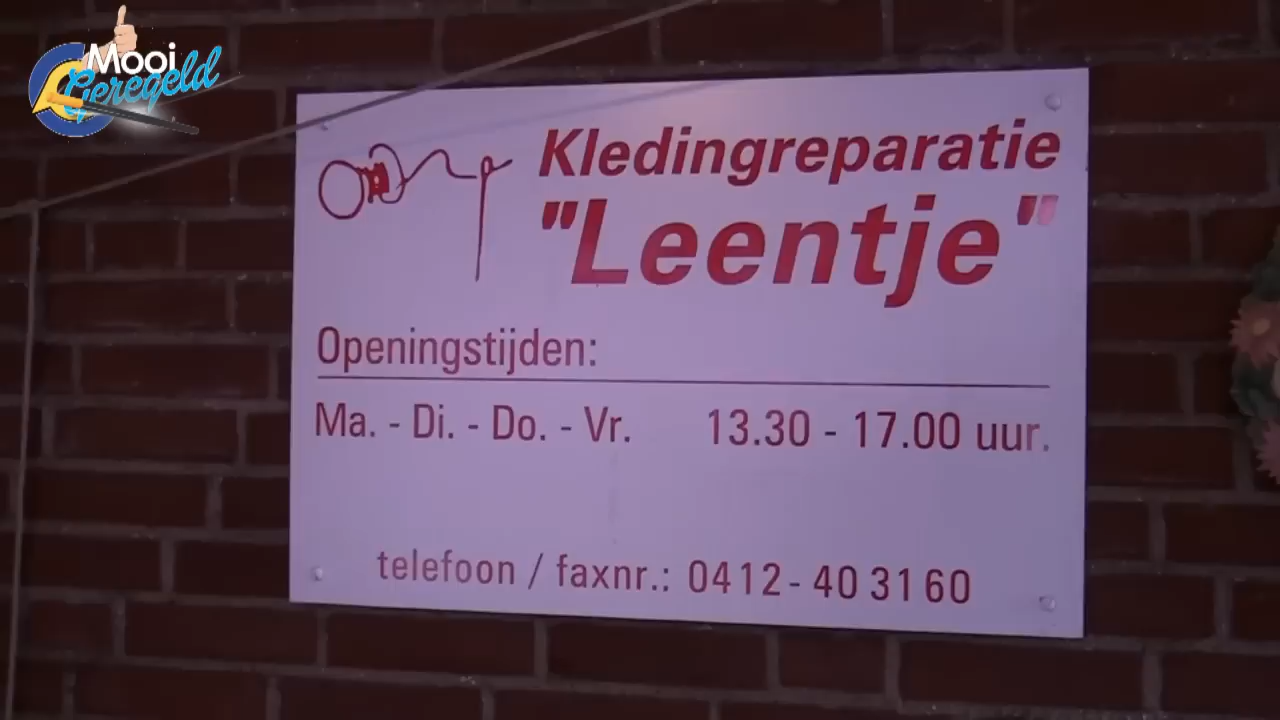 Mooi
Geregeld
Kledingreparatie
"Leentje"
Openingstijden:
Ma. - Di. - Do. - Vr. 13.30 - 17.00 uur.
telefoon / faxnr.: 0412 - 40 31 60